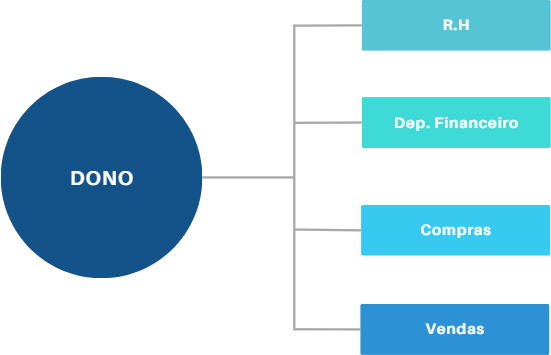 DONO
R.H
Dep. Financeiro
Compras
Vendas